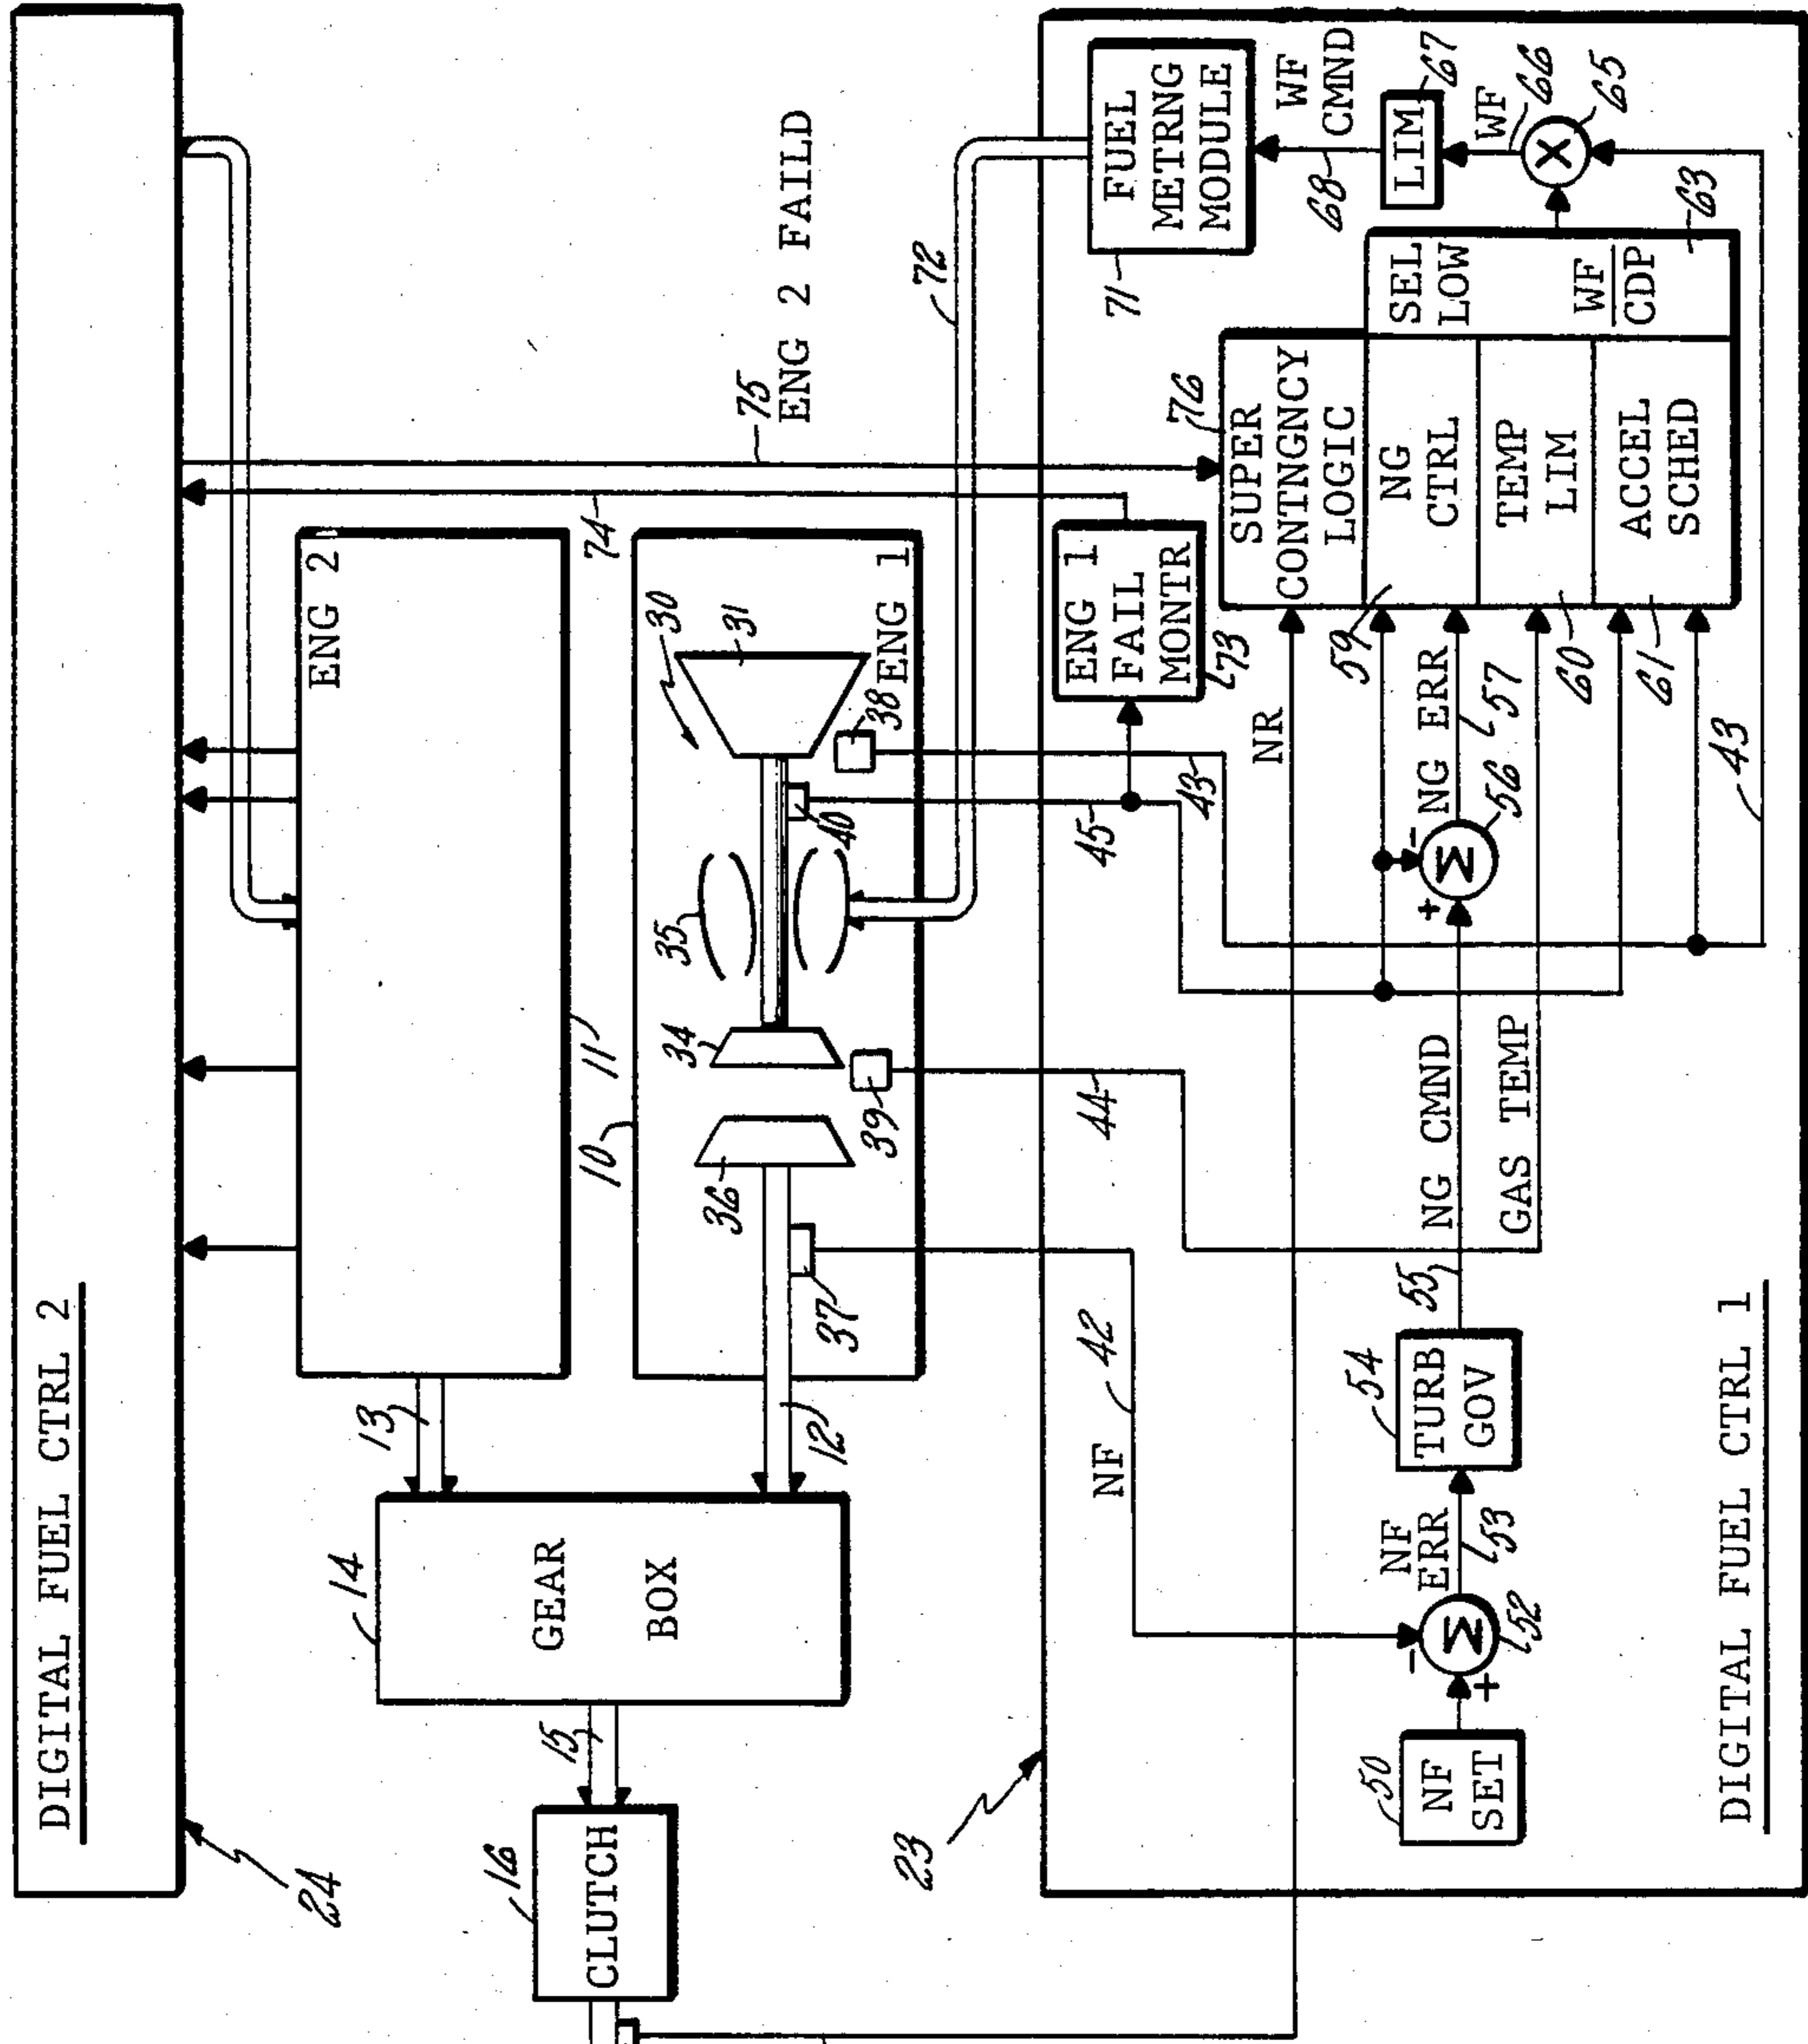 DIGITAL FUEL CTRL 2
24
ENG 2
11
13
14
GEAR
BOX
15
16
CLUTCH
10
12
ENG 1
30
31
34
35
36
37
38
39
40
72
74
75
ENG 2 FAILD
23
NF
42
43
44
45
NR
50
NF
SET
+
-
Σ
52
NF
ERR
53
54
TURB
GOV
55
NG CMND
GAS TEMP
+
-
Σ
56
NG ERR
57
59
60
61
43
ENG 1
FAIL
MONTR
73
76
SUPER
CONTNGNCY
LOGIC
NG
CTRL
TEMP
LIM
ACCEL
SCHED
SEL
LOW
WF
CDP
63
X
65
WF
66
LIM
67
68
WF
CMND
FUEL
METRNG
MODULE
71
DIGITAL FUEL CTRL 1